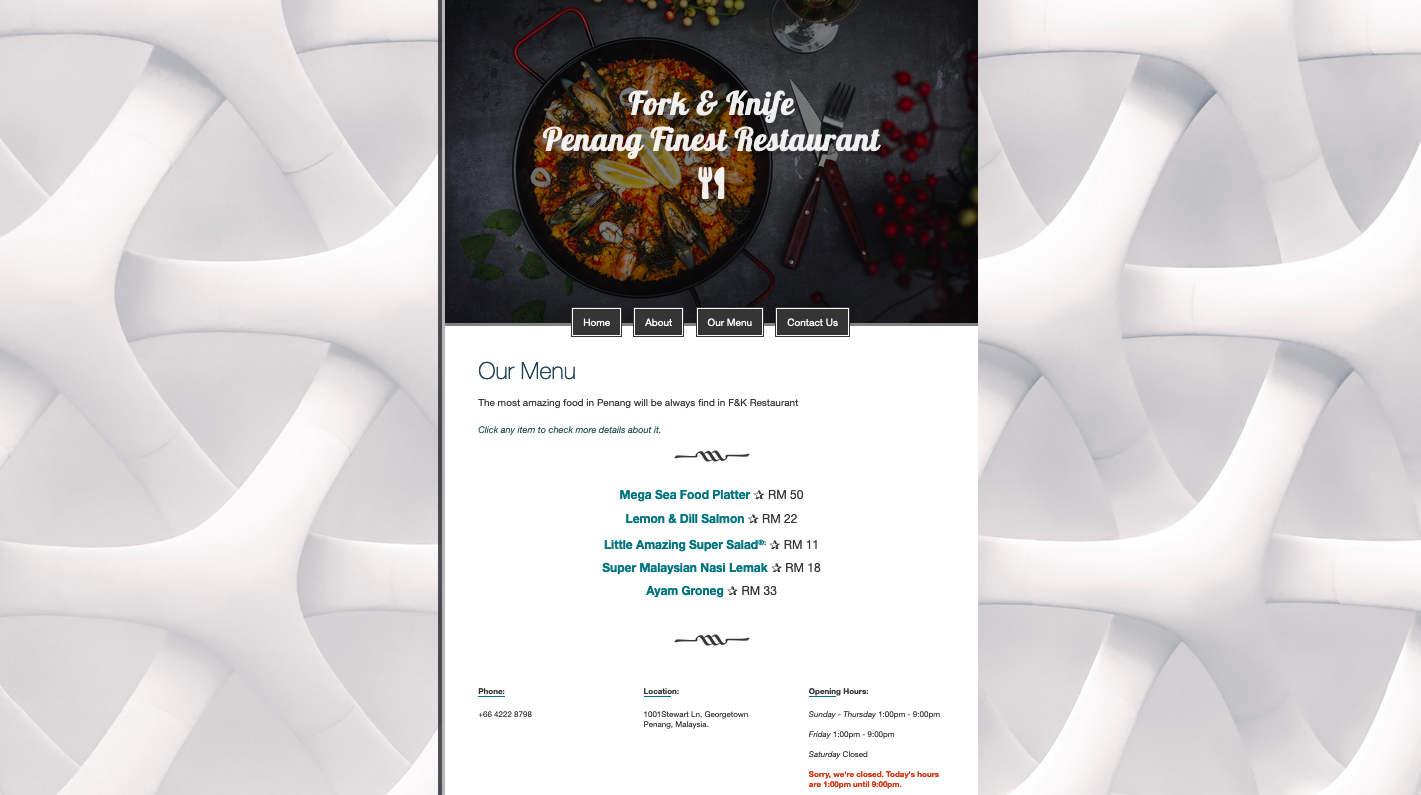 Fork & Knife
Penang Finest Restaurant
Home
About
Our Menu
Contact Us
Our Menu
The most amazing food in Penang will be always find in F&K Restaurant
Click any item to check more details about it.
Mega Sea Food Platter ✰ RM 50
Lemon & Dill Salmon ✰ RM 22
Little Amazing Super Salad®: ✰ RM 11
Super Malaysian Nasi Lemak ✰ RM 18
Ayam Groneg ✰ RM 33
Phone:
+66 4222 8798
Location:
1001Stewart Ln, Georgetown
Penang, Malaysia.
Opening Hours:
Sunday - Thursday 1:00pm - 9:00pm
Friday 1:00pm - 9:00pm
Saturday Closed
Sorry, we're closed. Today's hours
are 1:00pm until 9:00pm.